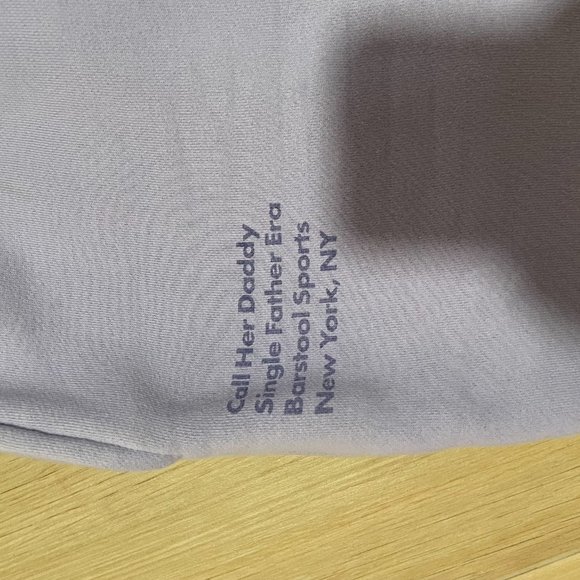 Call Her Daddy
Single Father Era
Barstool Sports
New York, NY